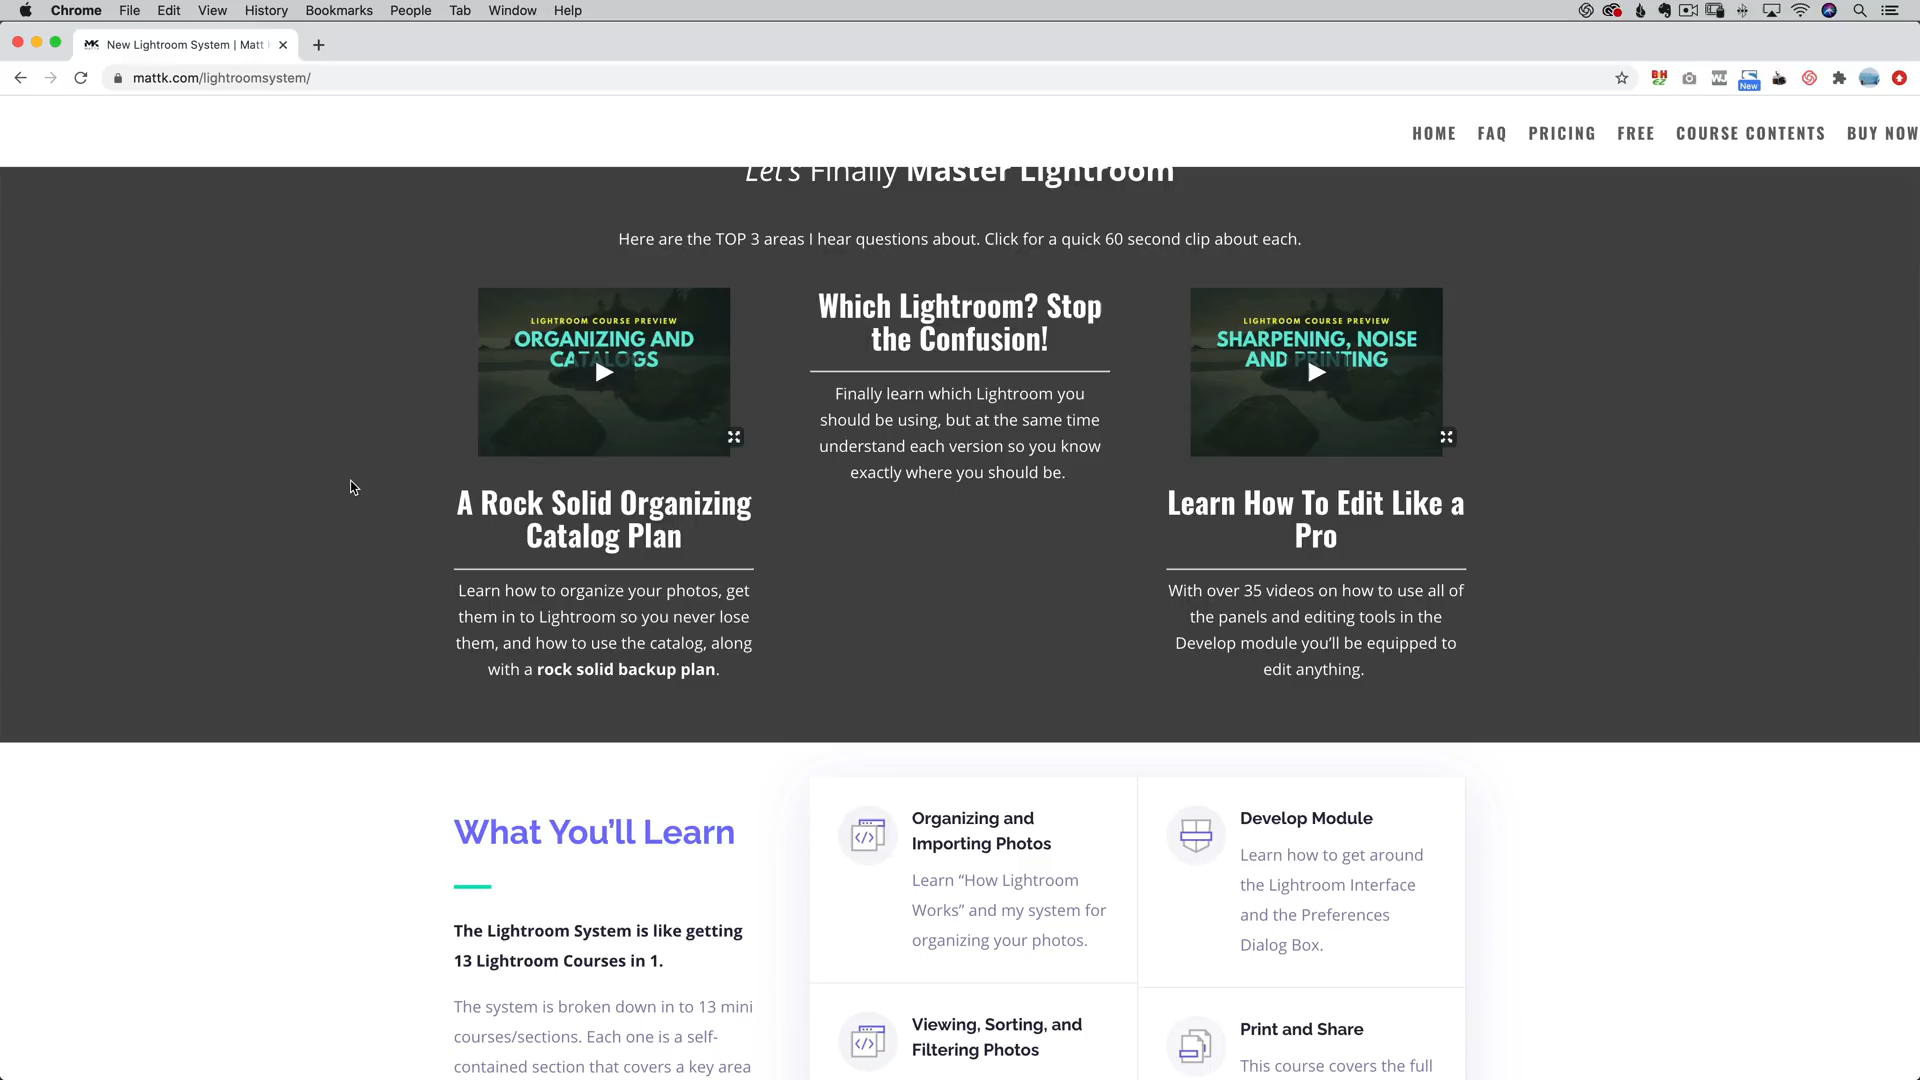 Chrome File Edit View History Bookmarks People Tab Window Help
New Lightroom System | Matt
mattk.com/lightroomsystem/
New
HOME FAQ PRICING FREE COURSE CONTENTS BUY NOW
Let's Finally Master Lightroom
Here are the TOP 3 areas I hear questions about. Click for a quick 60 second clip about each.
LIGHTROOM COURSE PREVIEW
ORGANIZING AND
CATALOGS
A Rock Solid Organizing
Catalog Plan
Learn how to organize your photos, get
them in to Lightroom so you never lose
them, and how to use the catalog, along
with a rock solid backup plan.
Which Lightroom? Stop
the Confusion!
Finally learn which Lightroom you
should be using, but at the same time
understand each version so you know
exactly where you should be.
LIGHTROOM COURSE PREVIEW
SHARPENING, NOISE
AND PRINTING
Learn How To Edit Like a
Pro
With over 35 videos on how to use all of
the panels and editing tools in the
Develop module you'll be equipped to
edit anything.
What You'll Learn
The Lightroom System is like getting
13 Lightroom Courses in 1.
The system is broken down in to 13 mini
courses/sections. Each one is a self-
contained section that covers a key area
Organizing and
Importing Photos
Learn “How Lightroom
Works” and my system for
organizing your photos.
Develop Module
Learn how to get around
the Lightroom Interface
and the Preferences
Dialog Box.
Viewing, Sorting, and
Filtering Photos
Print and Share
This course covers the full